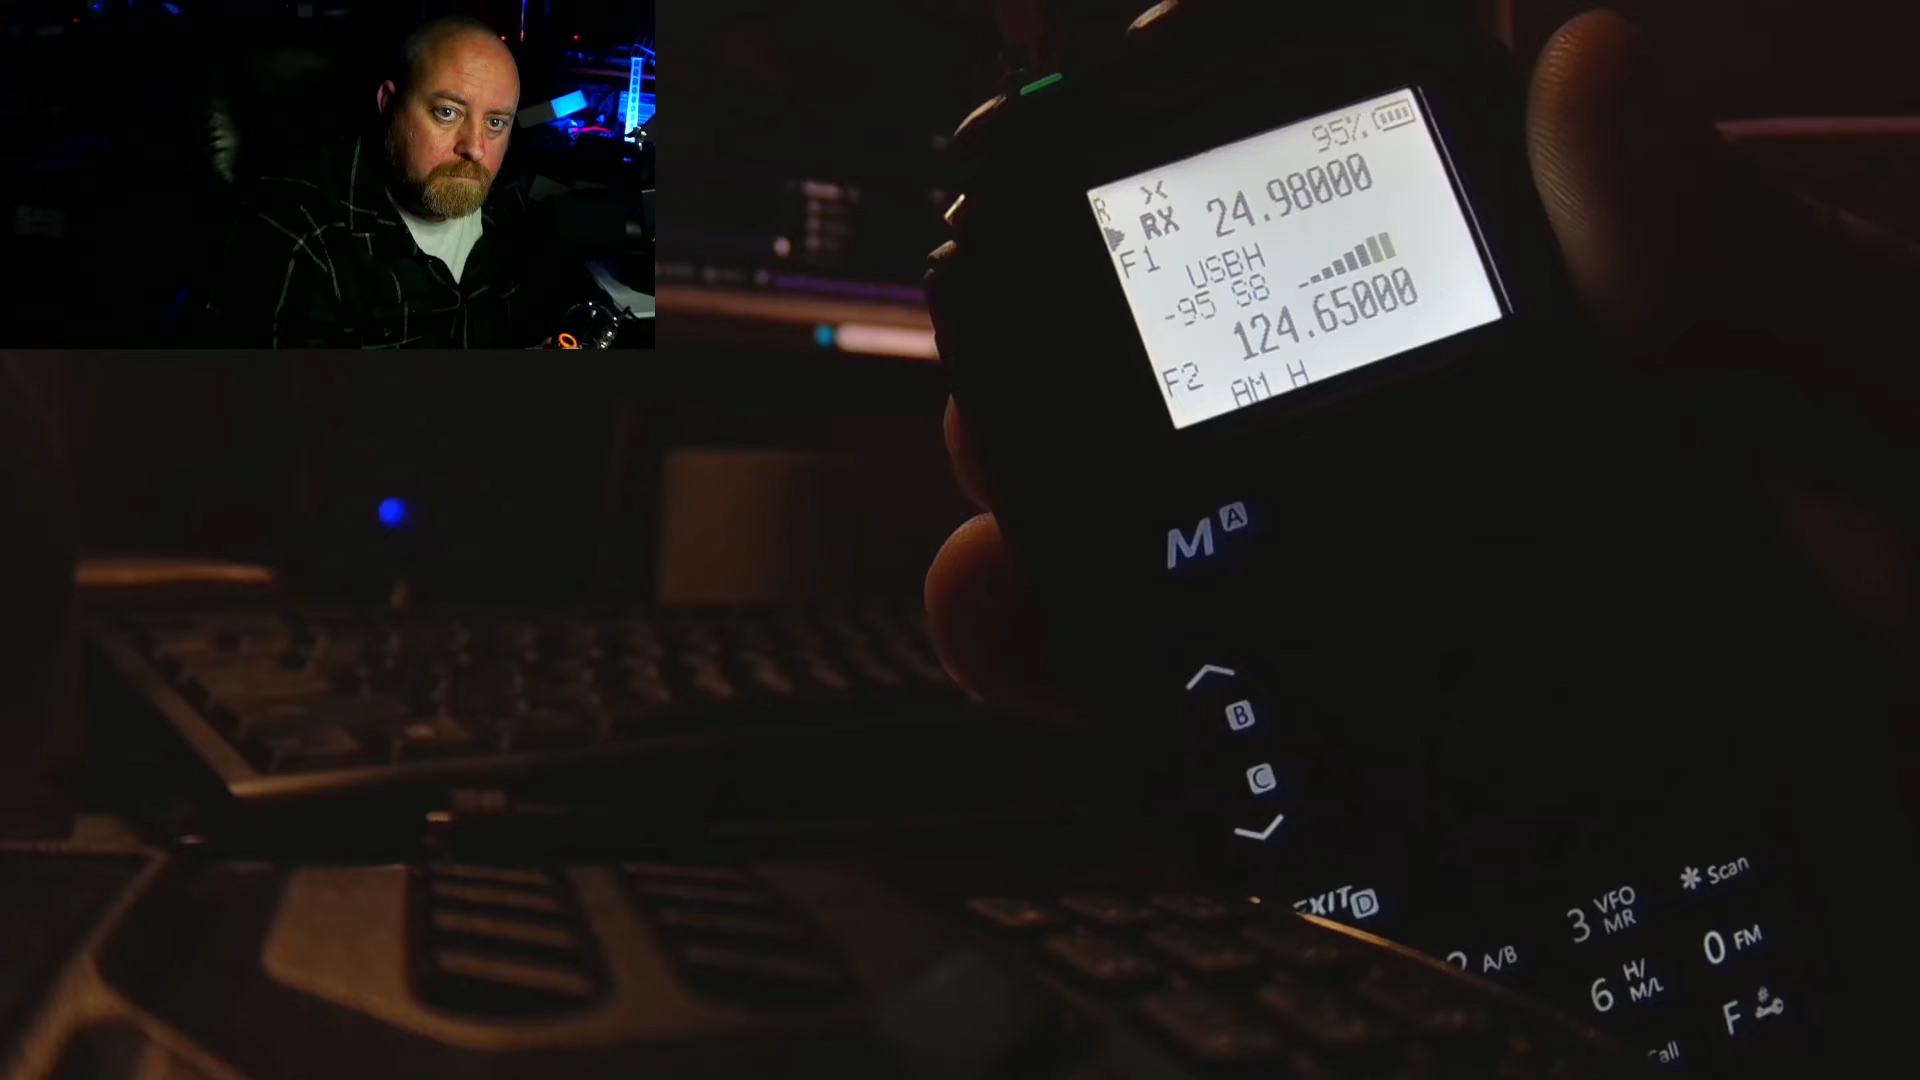 95%
R
RX 24.98000
F1 USBH
-95 S8
124.65000
F2 AM H
M A
B
C
EXIT D
2 A/B
3 VFO MR
* Scan
6 H/M/L
0 FM
F #